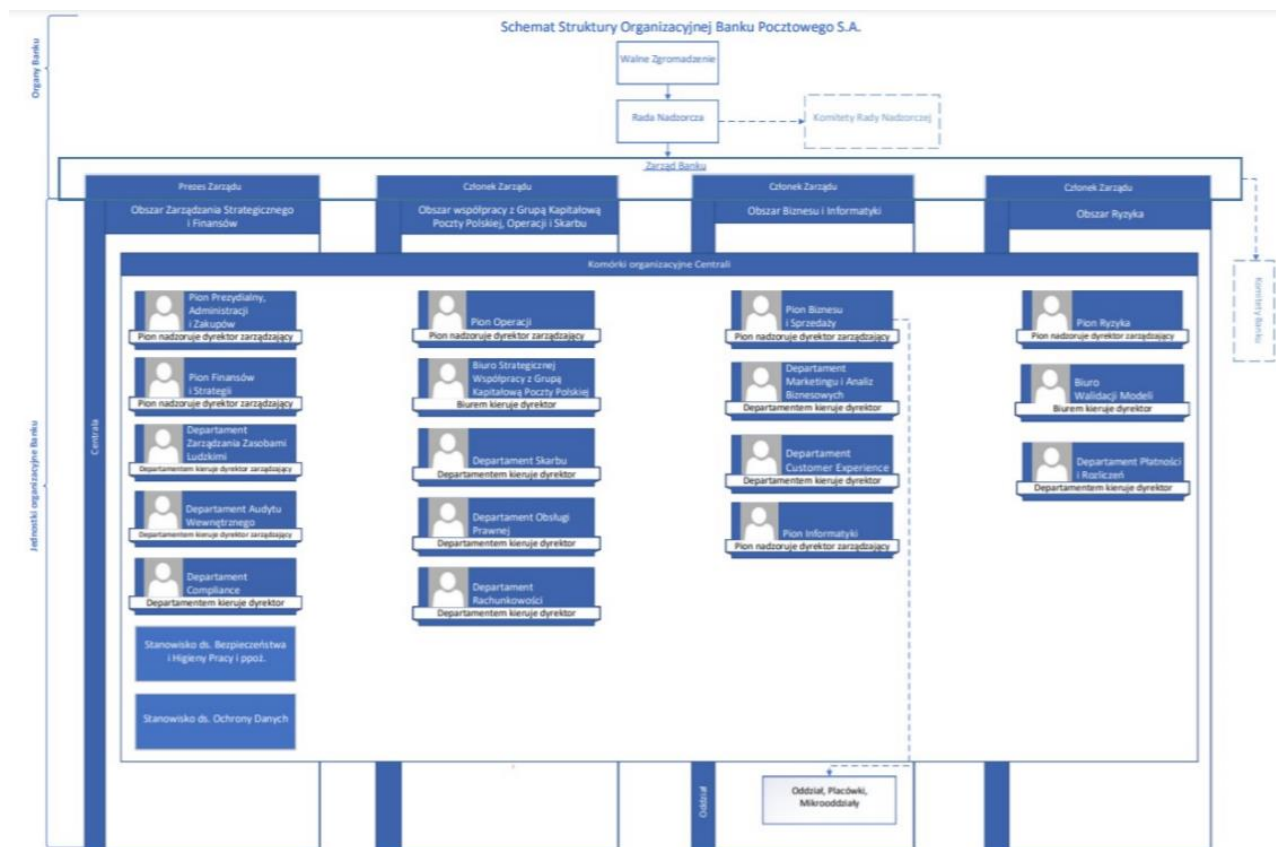 Schemat Struktury Organizacyjnej Banku Pocztowego S.A.
Organy Banku
Walne Zgromadzenie
Rada Nadzorcza
Komitety Rady Nadzorczej
Zarząd Banku
Prezes Zarządu
Członek Zarządu
Członek Zarządu
Członek Zarządu
Obszar Zarządzania Strategicznego
i Finansów
Obszar współpracy z Grupą Kapitałową
Poczty Polskiej, Operacji i Skarbu
Obszar Biznesu i Informatyki
Obszar Ryzyka
Komitety Banku
Jednostki organizacyjne Banku
Centrala
Komórki organizacyjne Centrali
Pion Prezydialny,
Administracji
i Zakupów
Pion nadzoruje dyrektor zarządzający
Pion Finansów
i Strategii
Pion nadzoruje dyrektor zarządzający
Departament
Zarządzania Zasobami
Ludzkimi
Departamentem kieruje dyrektor zarządzający
Departament Audytu
Wewnętrznego
Departamentem kieruje dyrektor zarządzający
Departament
Compliance
Departamentem kieruje dyrektor
Stanowisko ds. Bezpieczeństwa
i Higieny Pracy i ppoż.
Stanowisko ds. Ochrony Danych
Pion Operacji
Pion nadzoruje dyrektor zarządzający
Biuro Strategicznej
Współpracy z Grupą
Kapitałową Poczty Polskiej
Biurem kieruje dyrektor
Departament Skarbu
Departamentem kieruje dyrektor
Departament Obsługi
Prawnej
Departamentem kieruje dyrektor
Departament
Rachunkowości
Departamentem kieruje dyrektor
Pion Biznesu
i Sprzedaży
Pion nadzoruje dyrektor zarządzający
Departament
Marketingu i Analiz
Biznesowych
Departamentem kieruje dyrektor
Departament
Customer Experience
Departamentem kieruje dyrektor
Pion Informatyki
Pion nadzoruje dyrektor zarządzający
Pion Ryzyka
Pion nadzoruje dyrektor zarządzający
Biuro
Walidacji Modeli
Biurem kieruje dyrektor
Departament Płatności
i Rozliczeń
Departamentem kieruje dyrektor
Oddział
Oddział, Placówki,
Mikrooddziały